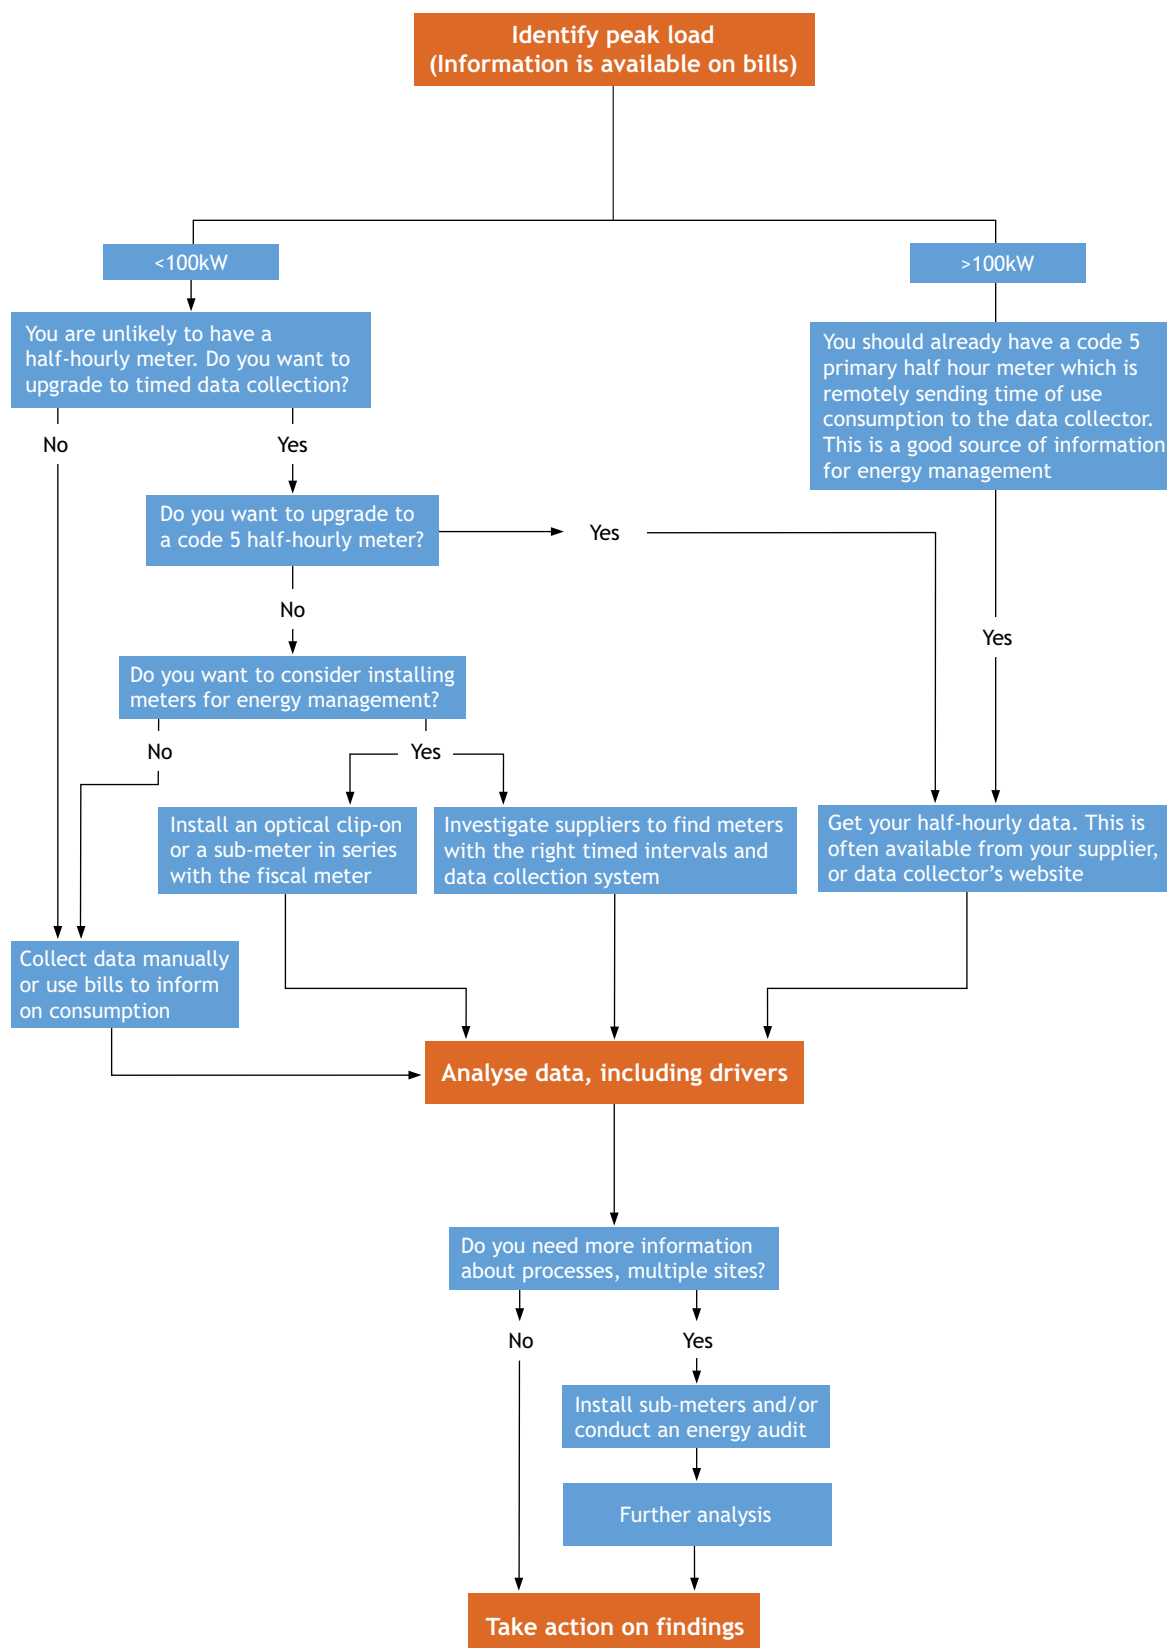 Identify peak load
(Information is available on bills)
<100kW
>100kW
You are unlikely to have a
half-hourly meter. Do you want to
upgrade to timed data collection?
You should already have a code 5
primary half hour meter which is
remotely sending time of use
consumption to the data collector.
This is a good source of information
for energy management
No
Yes
Do you want to upgrade to
a code 5 half-hourly meter?
Yes
No
Yes
Do you want to consider installing
meters for energy management?
No
Yes
Install an optical clip-on
or a sub-meter in series
with the fiscal meter
Investigate suppliers to find meters
with the right timed intervals and
data collection system
Get your half-hourly data. This is
often available from your supplier,
or data collector’s website
Collect data manually
or use bills to inform
on consumption
Analyse data, including drivers
Do you need more information
about processes, multiple sites?
No
Yes
Install sub-meters and/or
conduct an energy audit
Further analysis
Take action on findings